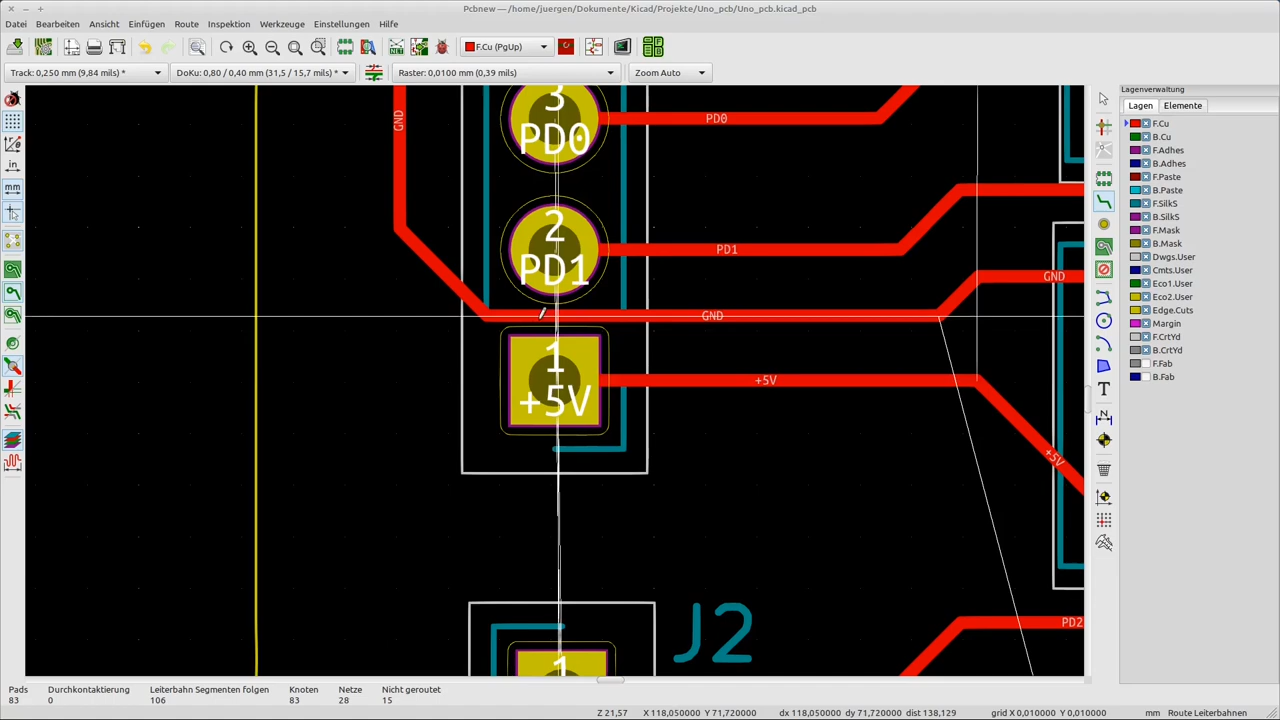 Pcbnew — /home/juergen/Dokumente/Kicad/Projekte/Uno_pcb/Uno_pcb.kicad_pcb
Datei Bearbeiten Ansicht Einfügen Route Inspektion Werkzeuge Einstellungen Hilfe
F.Cu (PgUp)
Track: 0,250 mm (9,84 mils) * DoKu: 0,80 / 0,40 mm (31,5 / 15,7 mils) * Raster: 0,0100 mm (0,39 mils) Zoom Auto
Lagenverwaltung
Lagen Elemente
F.Cu
B.Cu
F.Adhes
B.Adhes
F.Paste
B.Paste
F.SilkS
B.SilkS
F.Mask
B.Mask
Dwgs.User
Cmts.User
Eco1.User
Eco2.User
Edge.Cuts
Margin
F.CrtYd
B.CrtYd
F.Fab
B.Fab
in
mm
GND
3
PD0
PD0
2
PD1
PD1
GND
GND
1
+5V
+5V
+5V
J2
PD2
1
T
N
Pads Durchkontaktierung Leiterbahn Segmenten folgen Knoten Netze Nicht geroutet
83 0 106 83 28 15
Z 21,57 X 118,050000 Y 71,720000 dx 118,050000 dy 71,720000 dist 138,129 grid X 0,010000 Y 0,010000 mm Route Leiterbahnen